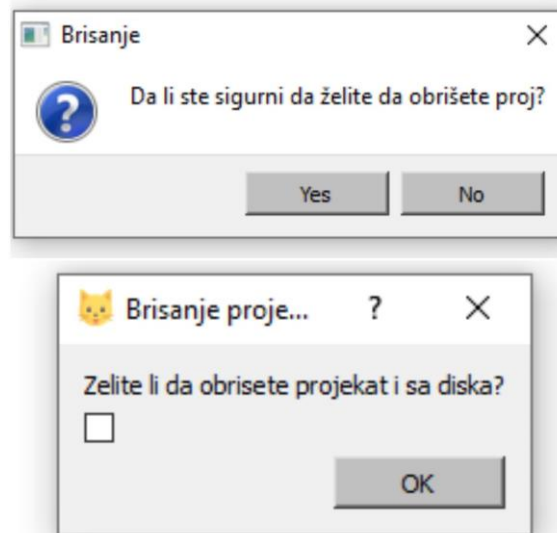 Brisanje
Da li ste sigurni da želite da obrišete proj?
Yes No
Brisanje proje... ?
Zelite li da obrisete projekat i sa diska?
OK